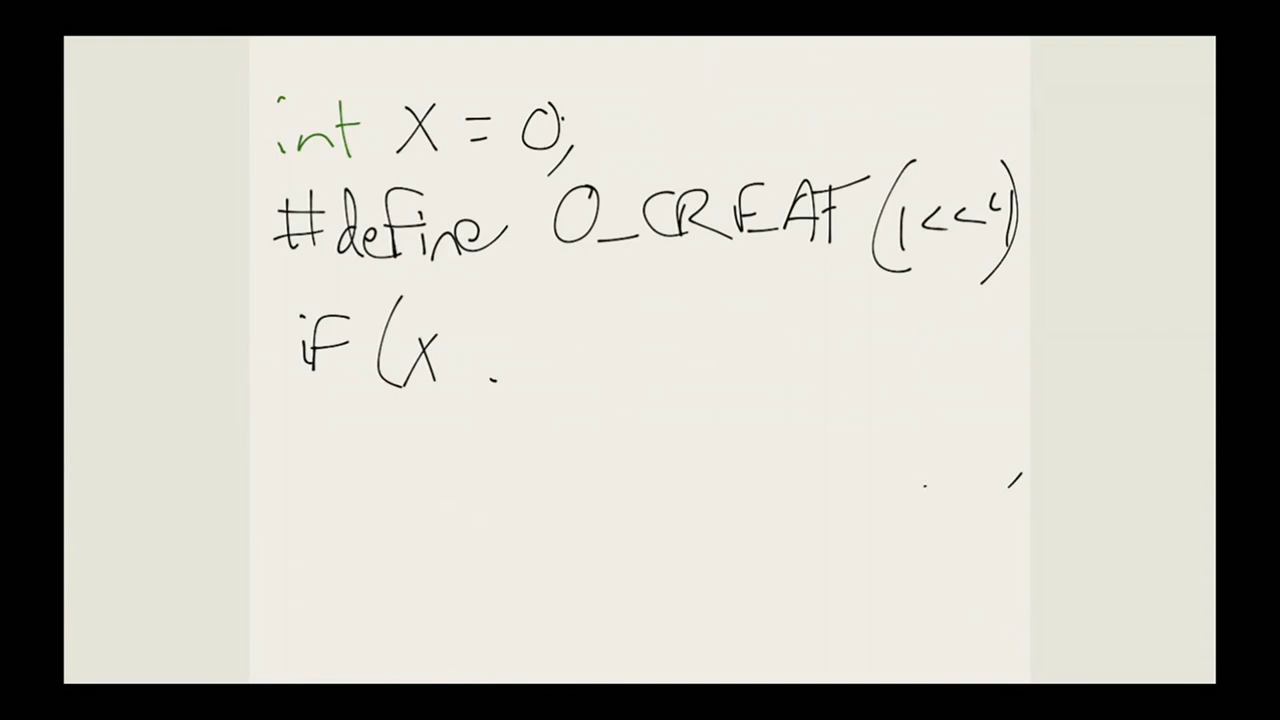 int x = 0;
#define O_CREAT (1<<4)
if (x